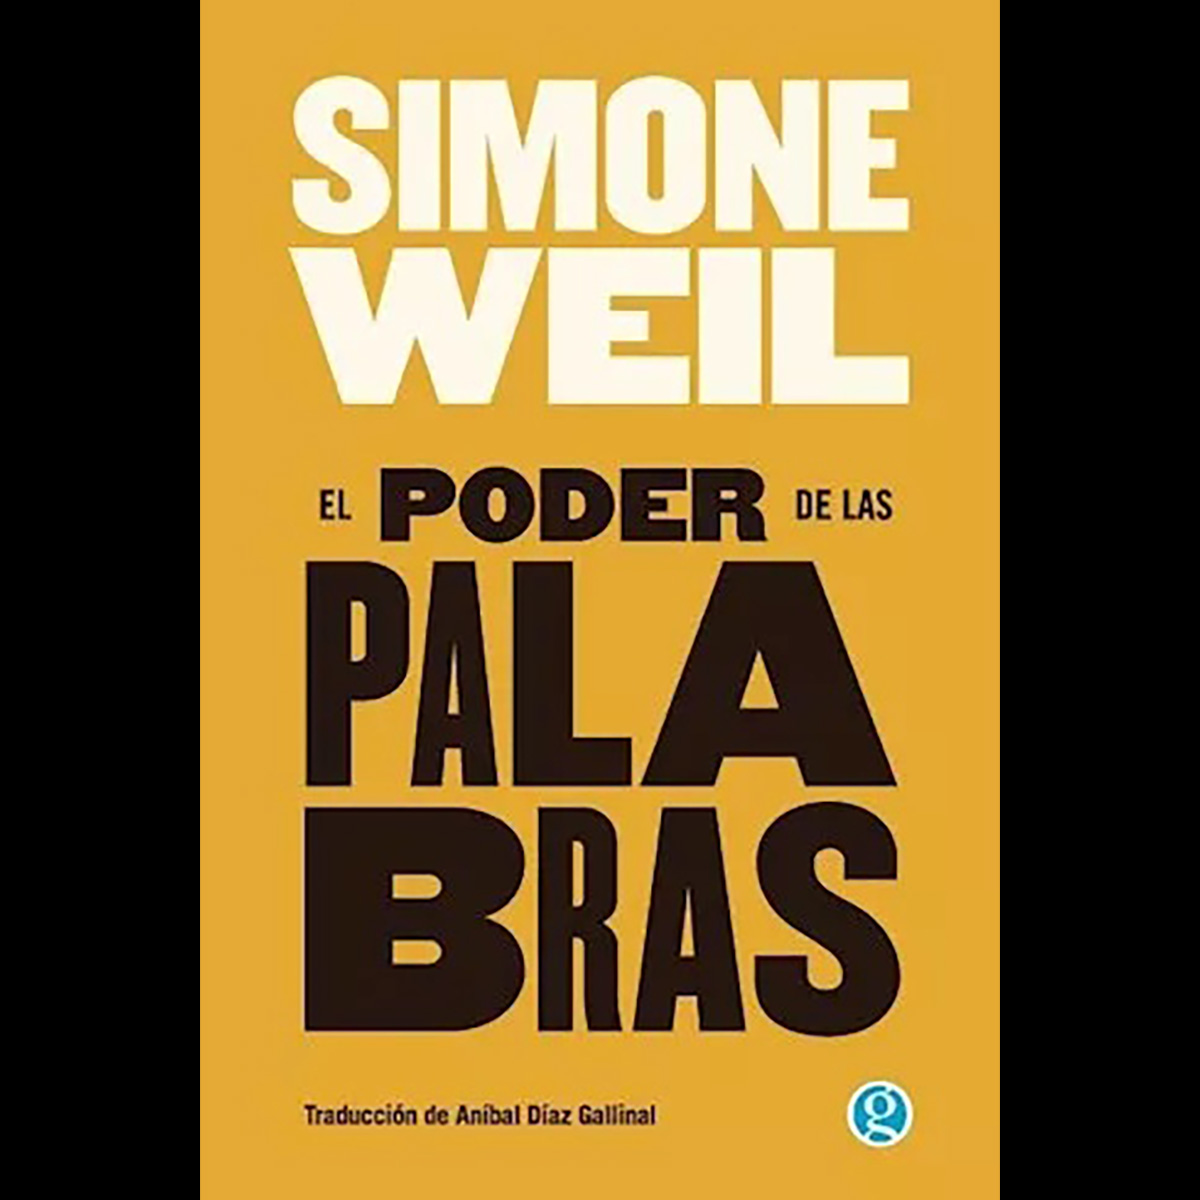 SIMONE
WEIL
EL PODER DE LAS
PALA
BRAS
Traducción de Aníbal Díaz Gallinal
g